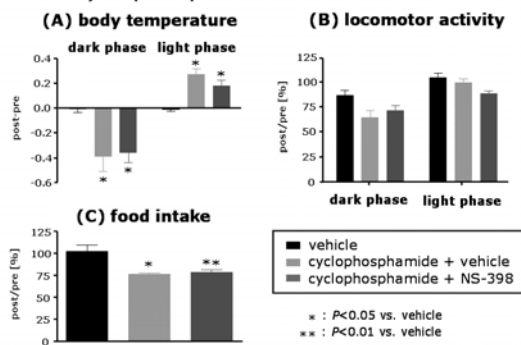 (A) body temperature
dark phase light phase
post-pre
0.4
0.2
0.0
-0.2
-0.4
-0.6
*
*
*
*
(B) locomotor activity
post/pre [%]
125
100
75
50
25
0
dark phase light phase
(C) food intake
post/pre [%]
125
100
75
50
25
0
*
**
vehicle
cyclophosphamide + vehicle
cyclophosphamide + NS-398
* : P<0.05 vs. vehicle
** : P<0.01 vs. vehicle